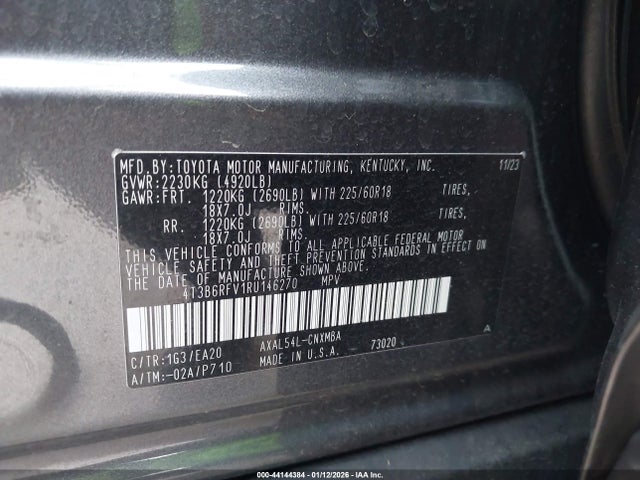 MFD.BY:TOYOTA MOTOR MANUFACTURING, KENTUCKY, INC. 11/23
GVWR:2230KG (4920LB)
GAWR:FRT. 1220KG (2690LB) WITH 225/60R18 TIRES,
18X7.0J RIMS.
RR. 1220KG (2690LB) WITH 225/60R18 TIRES,
18X7.0J RIMS.
THIS VEHICLE CONFORMS TO ALL APPLICABLE FEDERAL MOTOR
VEHICLE SAFETY AND THEFT PREVENTION STANDARDS IN EFFECT ON
THE DATE OF MANUFACTURE SHOWN ABOVE.
4T3B6RFV1RU146270 MPV
C/TR:1G3/EA20 AXAL54L-CNXMBA A
A/TM:-02A/P710 MADE IN U.S.A. 73020
000-44144384 - 01/12/2026 - IAA Inc.